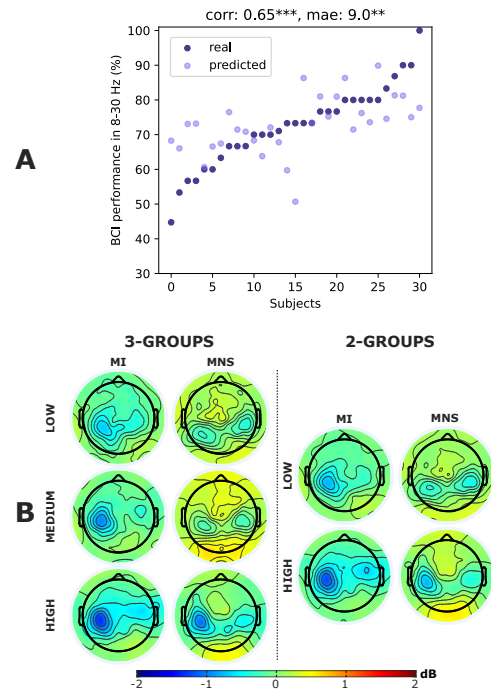 corr: 0.65***, mae: 9.0**
real
predicted
BCI performance in 8-30 Hz (%)
100
90
80
70
60
50
40
30
0
5
10
15
20
25
30
Subjects
A
3-GROUPS
2-GROUPS
MI
MNS
LOW
MEDIUM
HIGH
MI
MNS
LOW
HIGH
B
dB
-2
-1
0
1
2